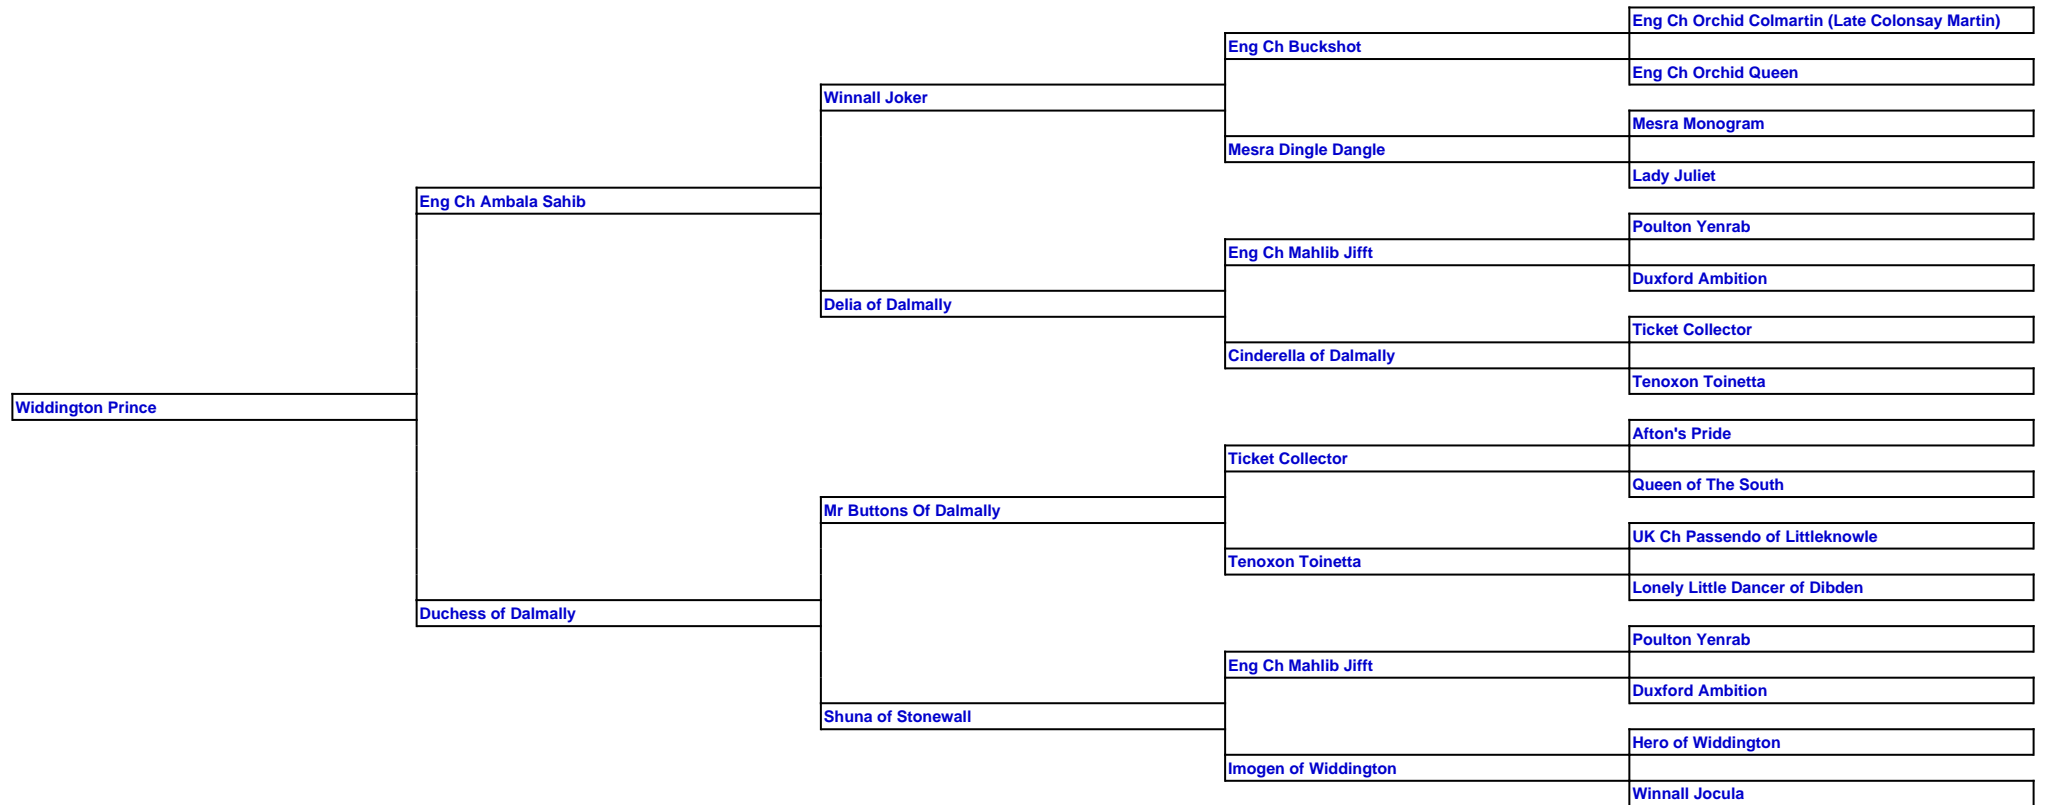 Eng Ch Orchid Colmartin (Late Colonsay Martin)
Eng Ch Buckshot
Eng Ch Orchid Queen
Winnall Joker
Mesra Monogram
Mesra Dingle Dangle
Lady Juliet
Eng Ch Ambala Sahib
Poulton Yenrab
Eng Ch Mahlib Jifft
Duxford Ambition
Delia of Dalmally
Ticket Collector
Cinderella of Dalmally
Tenoxon Toinetta
Widdington Prince
Afton's Pride
Ticket Collector
Queen of The South
Mr Buttons Of Dalmally
UK Ch Passendo of Littleknowle
Tenoxon Toinetta
Lonely Little Dancer of Dibden
Duchess of Dalmally
Poulton Yenrab
Eng Ch Mahlib Jifft
Duxford Ambition
Shuna of Stonewall
Hero of Widdington
Imogen of Widdington
Winnall Jocula